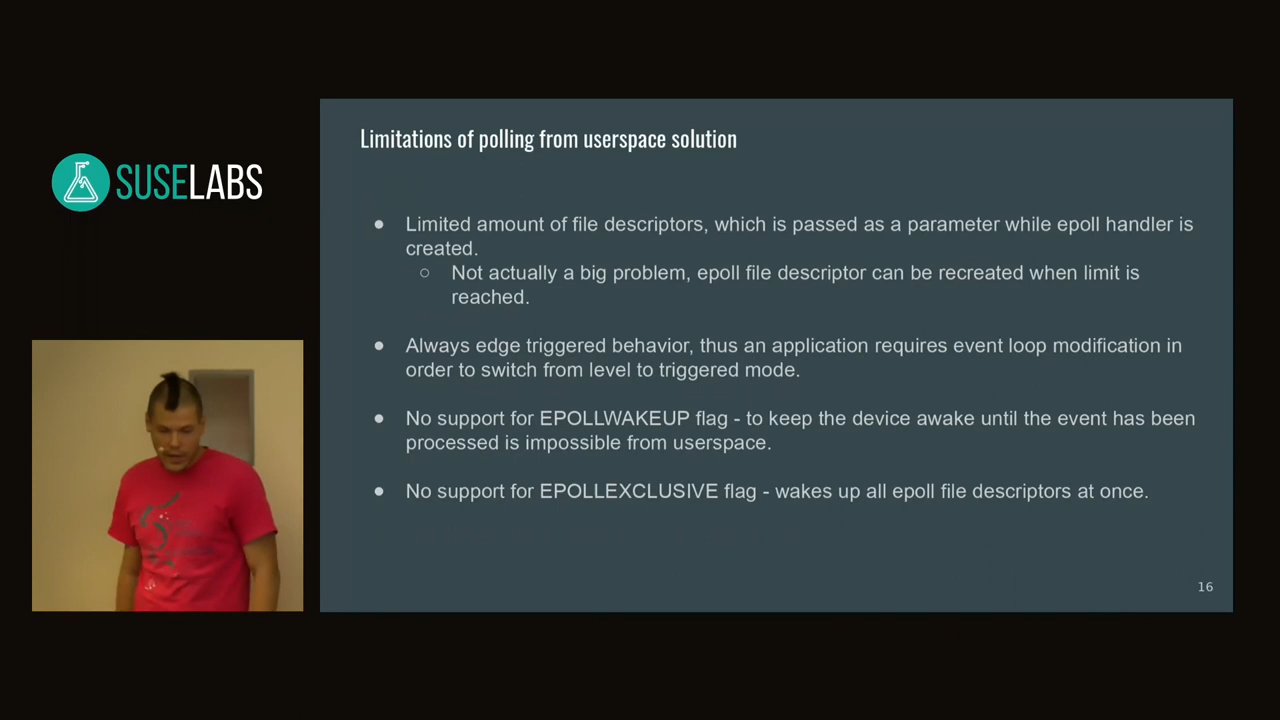 SUSELABS
Limitations of polling from userspace solution
● Limited amount of file descriptors, which is passed as a parameter while epoll handler is
created.
○ Not actually a big problem, epoll file descriptor can be recreated when limit is
reached.
● Always edge triggered behavior, thus an application requires event loop modification in
order to switch from level to triggered mode.
● No support for EPOLLWAKEUP flag - to keep the device awake until the event has been
processed is impossible from userspace.
● No support for EPOLLEXCLUSIVE flag - wakes up all epoll file descriptors at once.
16